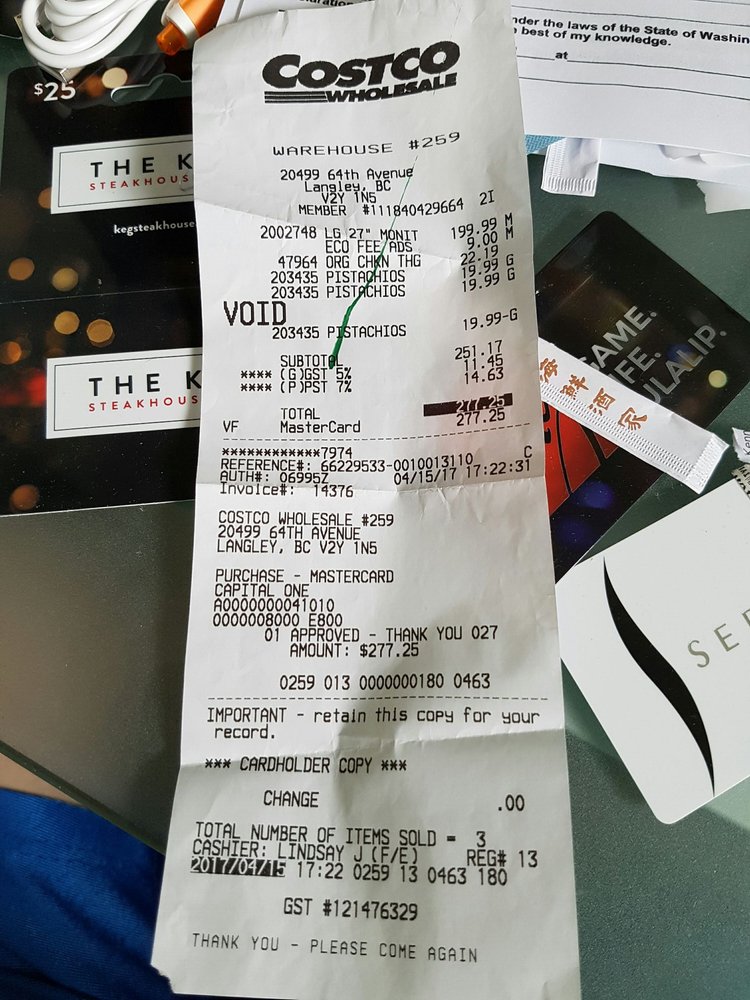 $25
THE K
STEAKHOUS
kegsteakhouse
THE K
STEAKHOUS
nder the laws of the State of Washin
best of my knowledge.
at
COSTCO
WHOLESALE
WAREHOUSE #259
20499 64th Avenue
Langley, BC
V2Y 1N5
MEMBER #111840429664 2I
2002748 LG 27" MONIT 199.99 M
ECO FEE ADS 9.00 M
47964 ORG CHKN THG 22.19
203435 PISTACHIOS 19.99 G
203435 PISTACHIOS 19.99 G
VOID
203435 PISTACHIOS 19.99-G
SUBTOTAL 251.17
**** (G)GST 5% 11.45
**** (P)PST 7% 14.63
TOTAL 277.25
VF MasterCard 277.25
************7974 C
REFERENCE#: 66229533-0010013110
AUTH#: 06995Z 04/15/17 17:22:31
Invoice#: 14376
COSTCO WHOLESALE #259
20499 64TH AVENUE
LANGLEY, BC V2Y 1N5
PURCHASE - MASTERCARD
CAPITAL ONE
A0000000041010
0000008000 E800
01 APPROVED - THANK YOU 027
AMOUNT: $277.25
0259 013 0000000180 0463
IMPORTANT - retain this copy for your
record.
*** CARDHOLDER COPY ***
CHANGE .00
TOTAL NUMBER OF ITEMS SOLD = 3
CASHIER: LINDSAY J (F/E) REG# 13
2017/04/15 17:22 0259 13 0463 180
GST #121476329
THANK YOU - PLEASE COME AGAIN
GAME.
IFE.
ULALIP.
海鮮酒家
SEP